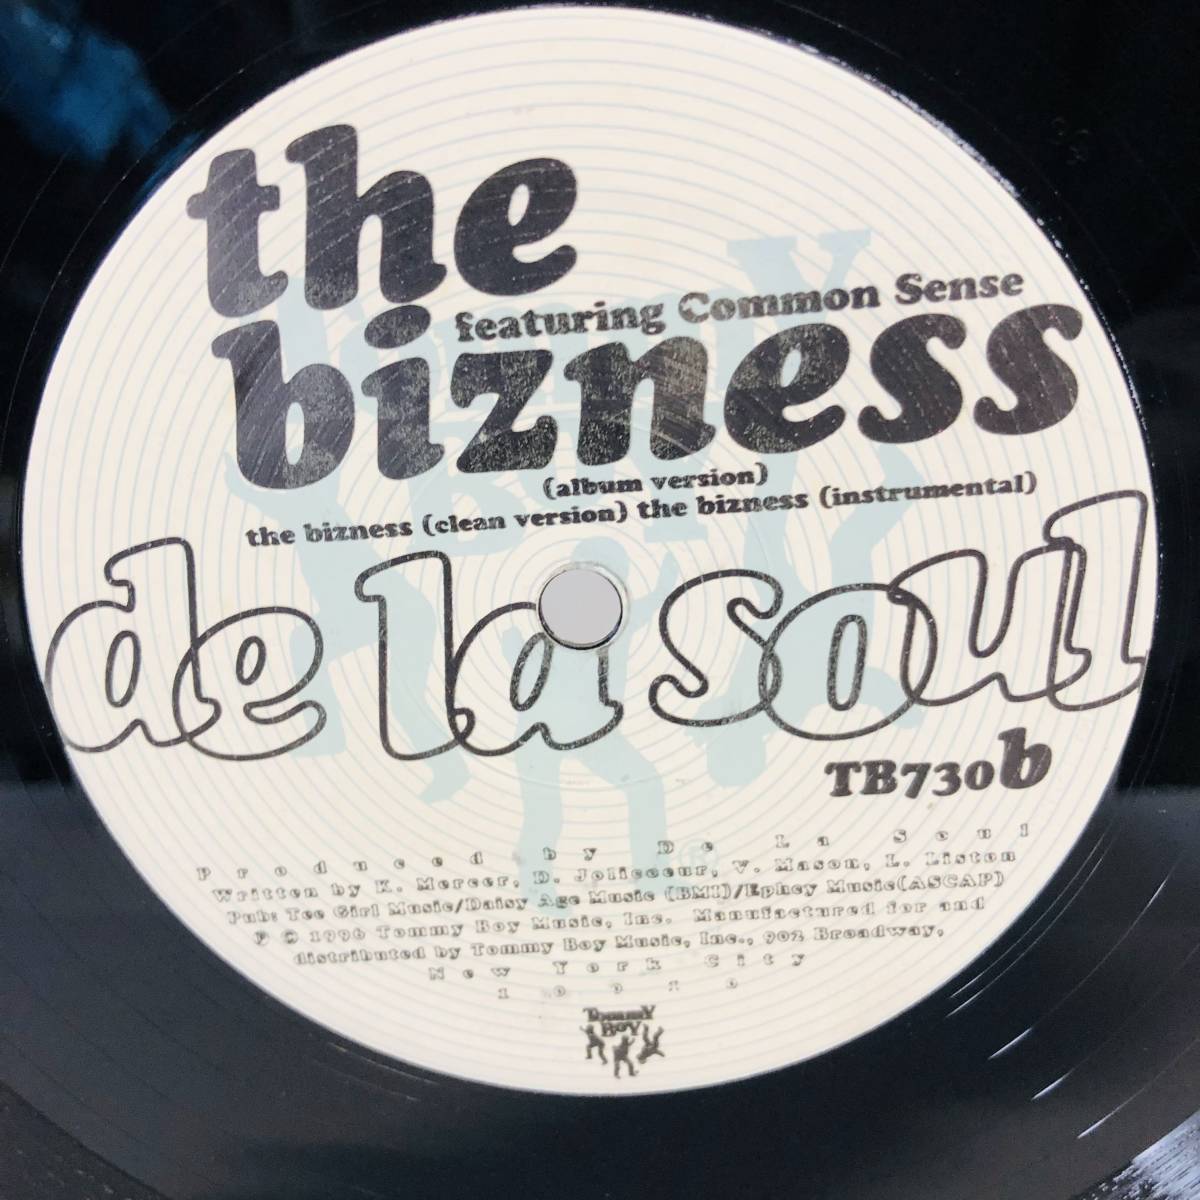 the
featuring Common Sense
bizness
(album version)
the bizness (clean version) the bizness (instrumental)
de la soul
TB730b
Produced by De La Soul
Written by K. Mercer, D. Jolicoeur, V. Mason, L. Liston
Pub: Tee Girl Music/Daisy Age Music (BMI)/Ephcy Music(ASCAP)
℗ © 1996 Tommy Boy Music, Inc. Manufactured for and
distributed by Tommy Boy Music, Inc., 902 Broadway,
New York City
10010
TommY
BoY